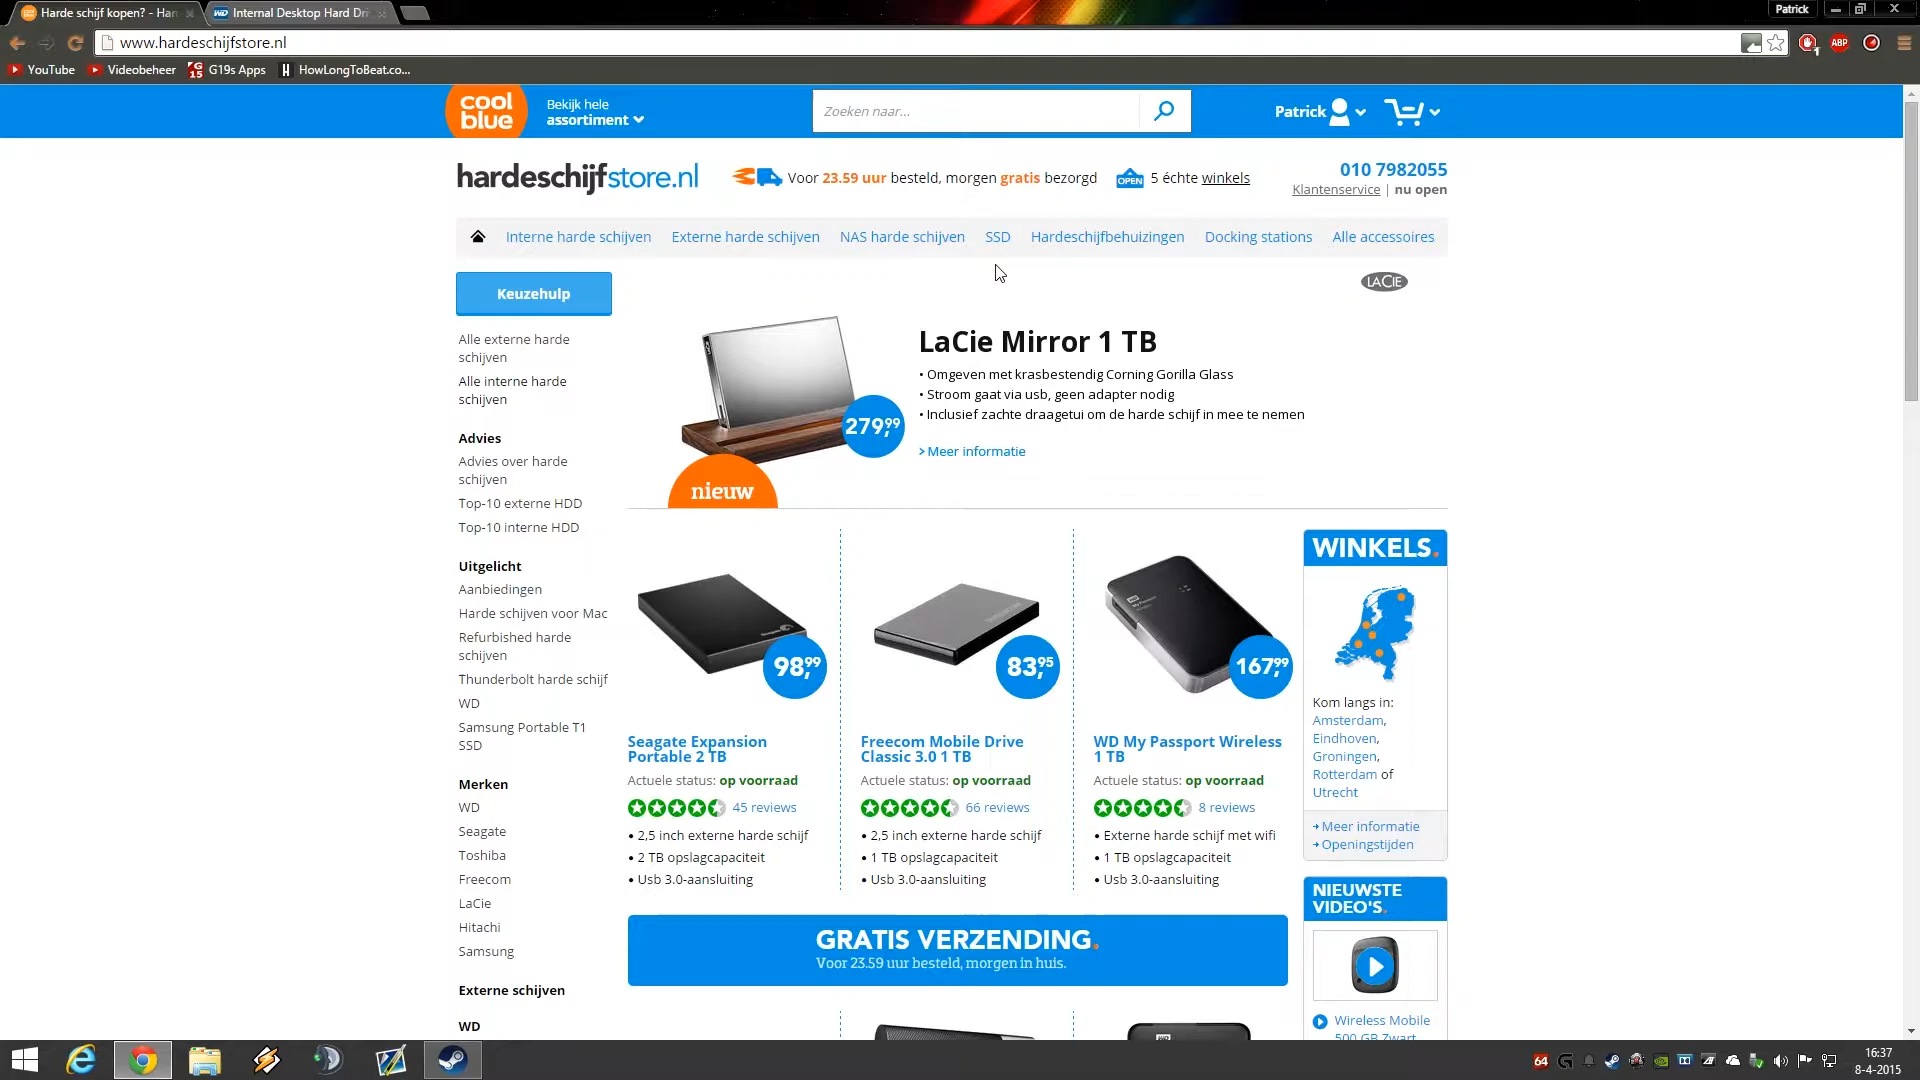 Harde schijf kopen? - Har
Internal Desktop Hard Dri
Patrick
www.hardeschijfstore.nl
1
ABP
YouTube
Videobeheer
G15
G19s Apps
H
HowLongToBeat.co...
cool
blue
Bekijk hele
assortiment
Zoeken naar...
Patrick
hardeschijfstore.nl
Voor 23.59 uur besteld, morgen gratis bezorgd
OPEN
5 échte winkels
010 7982055
Klantenservice | nu open
Interne harde schijven
Externe harde schijven
NAS harde schijven
SSD
Hardeschijfbehuizingen
Docking stations
Alle accessoires
Keuzehulp
Alle externe harde
schijven
Alle interne harde
schijven
Advies
Advies over harde
schijven
Top-10 externe HDD
Top-10 interne HDD
Uitgelicht
Aanbiedingen
Harde schijven voor Mac
Refurbished harde
schijven
Thunderbolt harde schijf
WD
Samsung Portable T1
SSD
Merken
WD
Seagate
Toshiba
Freecom
LaCie
Hitachi
Samsung
Externe schijven
WD
LACIE
LaCie Mirror 1 TB
• Omgeven met krasbestendig Corning Gorilla Glass
• Stroom gaat via usb, geen adapter nodig
• Inclusief zachte draagetui om de harde schijf in mee te nemen
279,99
> Meer informatie
nieuw
98,99
Seagate Expansion
Portable 2 TB
Actuele status: op voorraad
45 reviews
• 2,5 inch externe harde schijf
• 2 TB opslagcapaciteit
• Usb 3.0-aansluiting
83,95
Freecom Mobile Drive
Classic 3.0 1 TB
Actuele status: op voorraad
66 reviews
• 2,5 inch externe harde schijf
• 1 TB opslagcapaciteit
• Usb 3.0-aansluiting
167,99
WD My Passport Wireless
1 TB
Actuele status: op voorraad
8 reviews
• Externe harde schijf met wifi
• 1 TB opslagcapaciteit
• Usb 3.0-aansluiting
GRATIS VERZENDING.
Voor 23.59 uur besteld, morgen in huis.
WINKELS.
Kom langs in:
Amsterdam,
Eindhoven,
Groningen,
Rotterdam of
Utrecht
Meer informatie
Openingstijden
NIEUWSTE
VIDEO'S.
Wireless Mobile
500 GB Zwart
64
16:37
8-4-2015